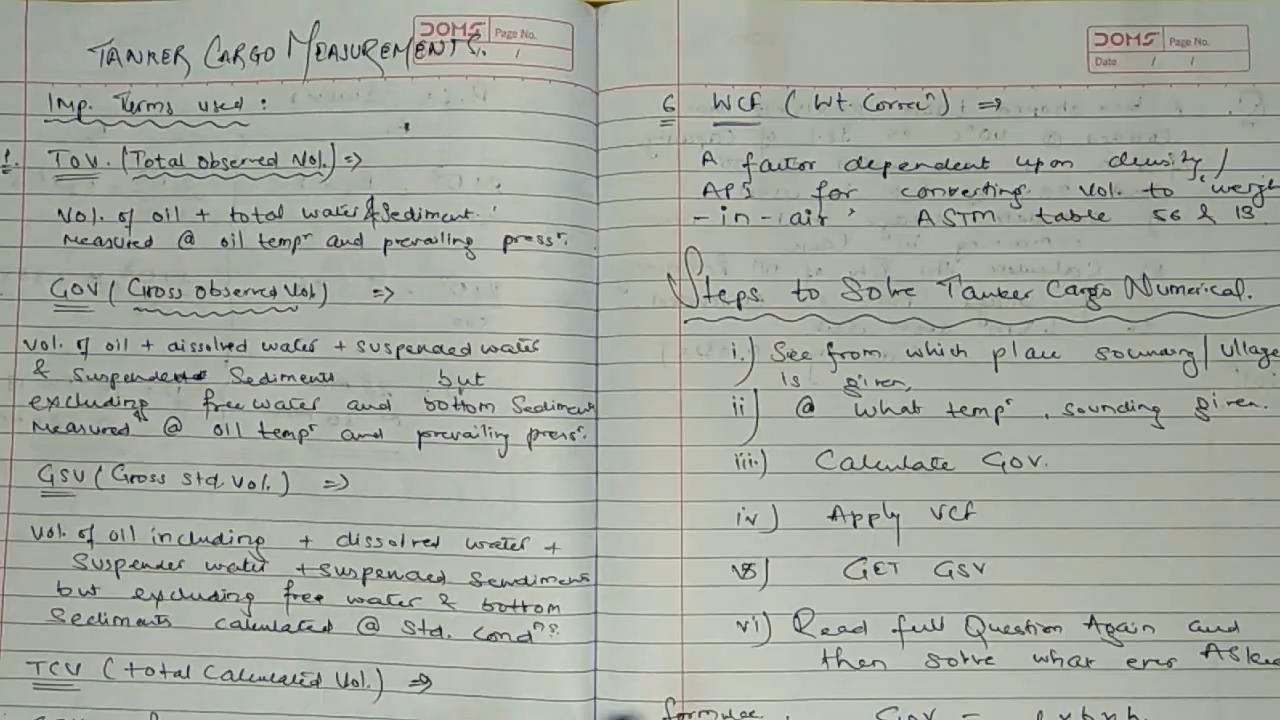 TANKER CARGO MEASUREMENTS.
DOMS Page No.
/
Imp. Terms used :
1. TOV. (Total Observed Vol.) ⇒
Vol. of oil + total water & Sediment.
Measured @ oil tempʳ and prevailing pressʳ.
GOV (Gross Observed Vol) ⇒
Vol. of oil + dissolved water + suspended water
& suspended Sediments but
excluding free water and bottom Sediment
Measured @ oil tempʳ and prevailing pressʳ.
GSV (Gross Std. Vol.) ⇒
Vol. of oil including + dissolved water +
Suspender water + suspended Sendiment
but excluding free water & bottom
Sediments calculated @ Std. Condⁿˢ.
TCV (total Calculated Vol.) ⇒
DOMS Page No.
Date / /
6 WCF (Wt. Correcⁿ) : ⇒
A factor dependent upon density/
API for converting Vol. to 'weigh
-in-air' ASTM table 56 & 13
Steps to Solve Tanker Cargo Numerical.
i.) See from which place sounding/Ullage
is given,
ii) @ What tempʳ, sounding given.
iii.) Calculate GOV.
iv) Apply VCF
v) GET GSV
vi) Read full Question Again and
then solve what ever Aske
formulae. GOV = l x b x h